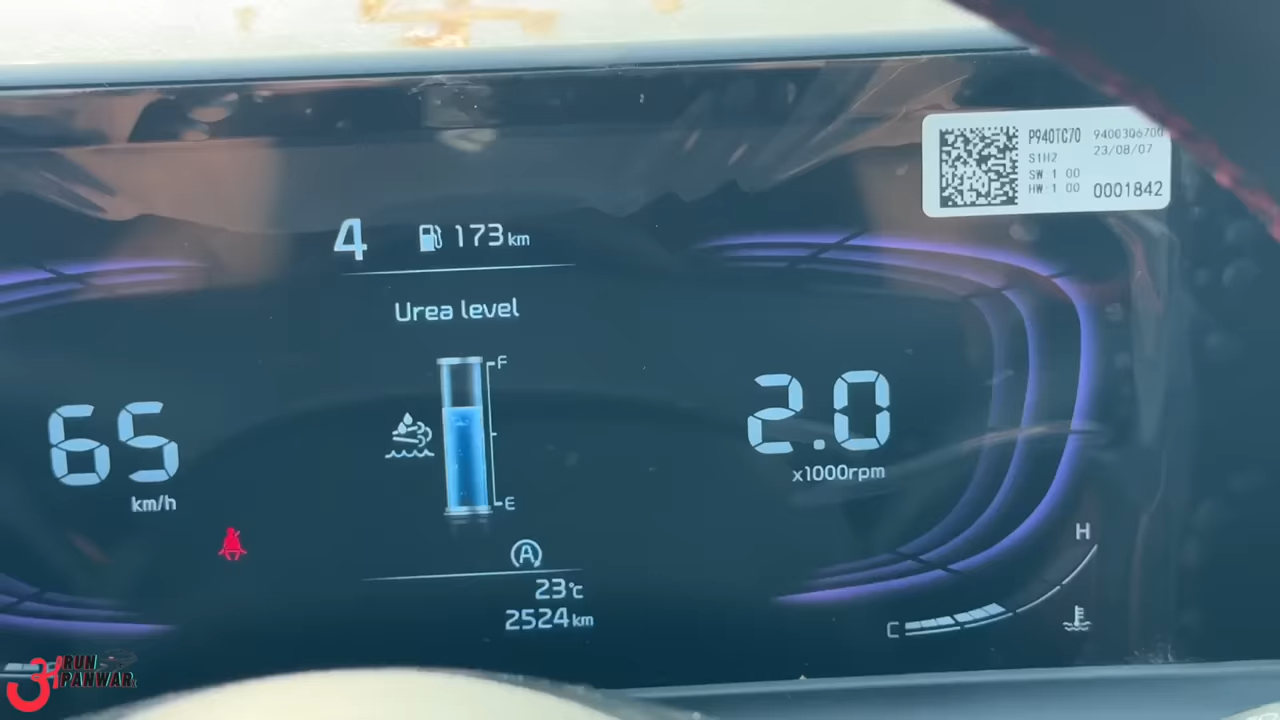 P940TC70 9400306700
S1H2 23/08/07
SW 1 00
HW 1 00 0001842
4 173 km
Urea level
F
E
65
km/h
2.0
x1000rpm
A
23°c
2524 km
H
C
RUN
PANWAR